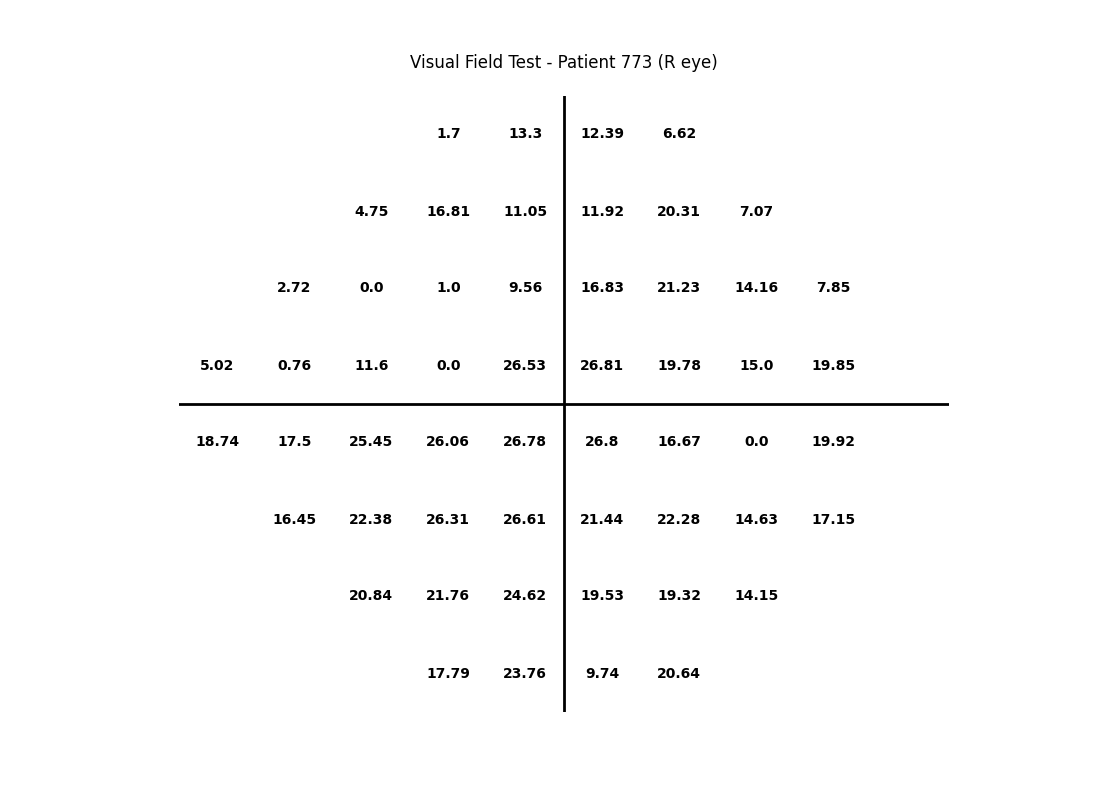 Visual Field Test - Patient 773 (R eye)
1.7 13.3 12.39 6.62
4.75 16.81 11.05 11.92 20.31 7.07
2.72 0.0 1.0 9.56 16.83 21.23 14.16 7.85
5.02 0.76 11.6 0.0 26.53 26.81 19.78 15.0 19.85
18.74 17.5 25.45 26.06 26.78 26.8 16.67 0.0 19.92
16.45 22.38 26.31 26.61 21.44 22.28 14.63 17.15
20.84 21.76 24.62 19.53 19.32 14.15
17.79 23.76 9.74 20.64